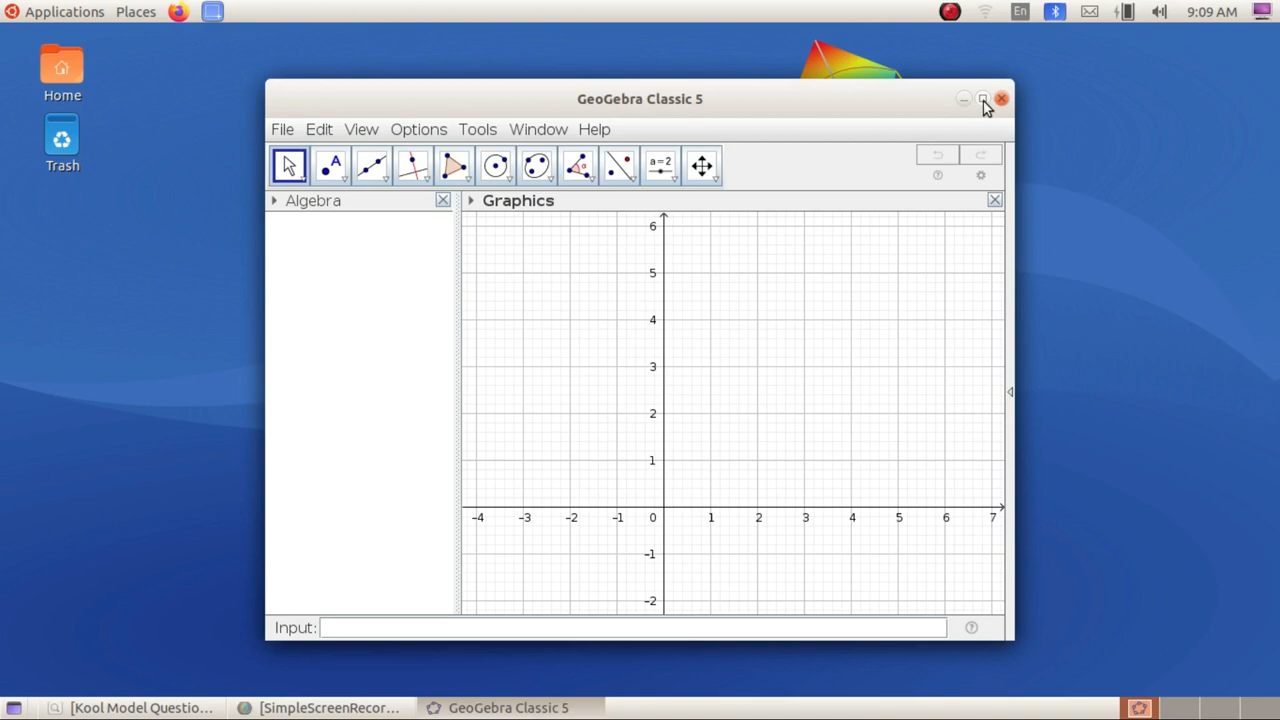 Applications Places En 9:09 AM
Home
Trash
GeoGebra Classic 5
File Edit View Options Tools Window Help
A α a=2
Algebra Graphics
6
5
4
3
2
1
-4 -3 -2 -1 0 1 2 3 4 5 6 7
-1
-2
Input:
[Kool Model Questio... [SimpleScreenRecor... GeoGebra Classic 5